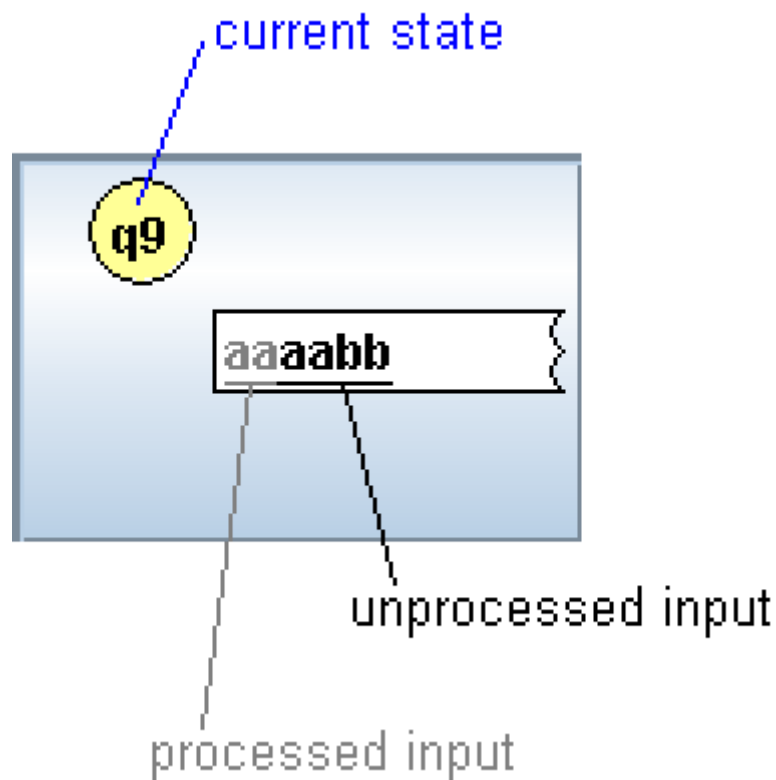 current state
q9
aaaabb
unprocessed input
processed input